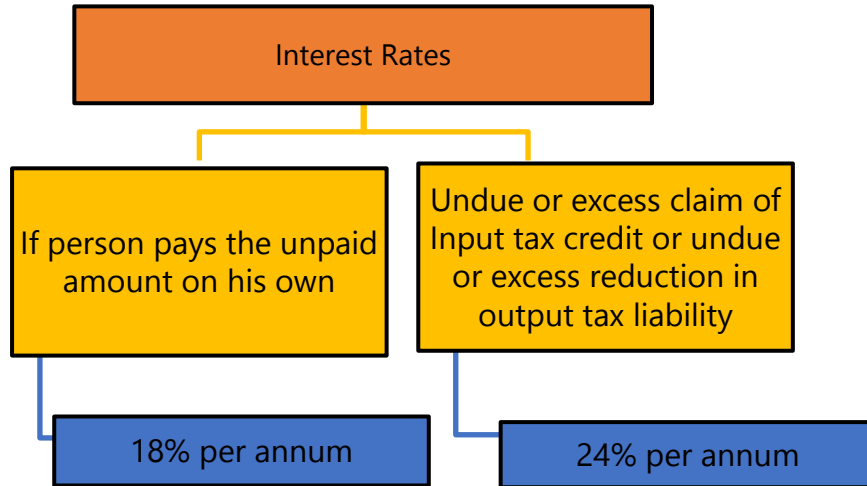 Interest Rates
If person pays the unpaid
amount on his own
Undue or excess claim of
Input tax credit or undue
or excess reduction in
output tax liability
18% per annum
24% per annum